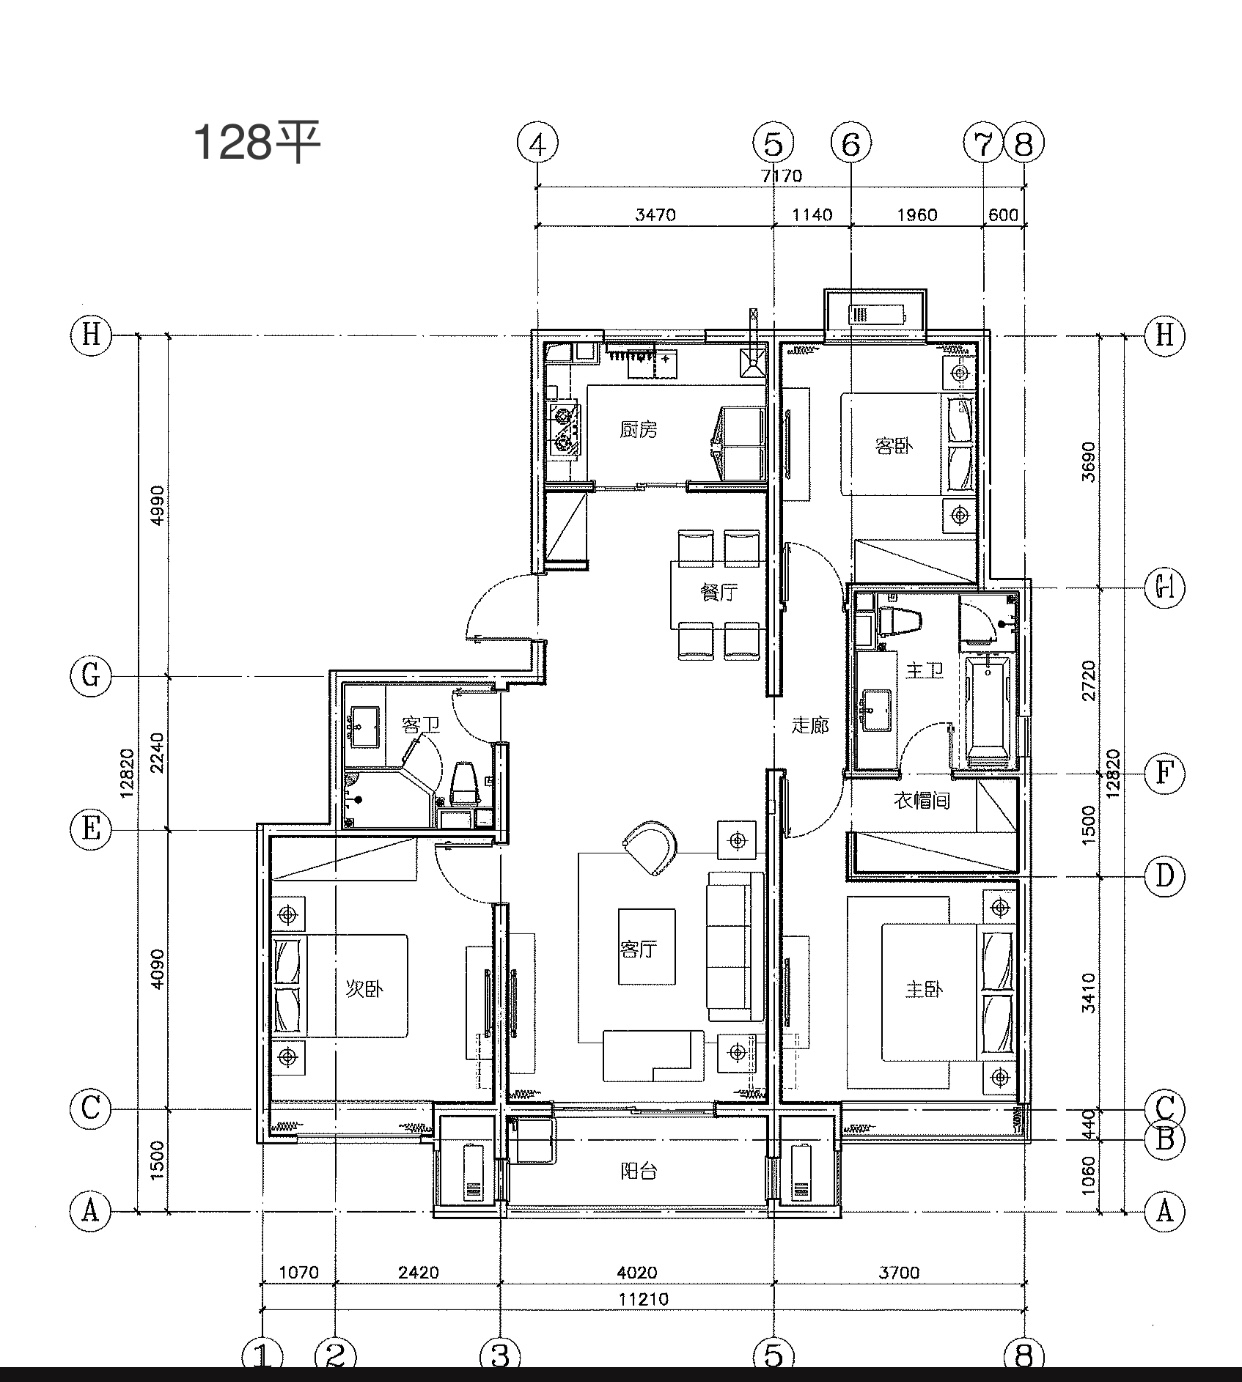 128平
④ ⑤ ⑥ ⑦ ⑧
7170
3470 1140 1960 600
H H
厨房 客卧
4990 3690
餐厅
G-1
G
主卫 2720
客卫 走廊
2240
12820 12820
F
衣帽间
E 1500
D
客厅
4090 次卧 主卧 3410
C C
440
B
1500 阳台 1060
A A
1070 2420 4020 3700
11210
① ② ③ ⑤ ⑧